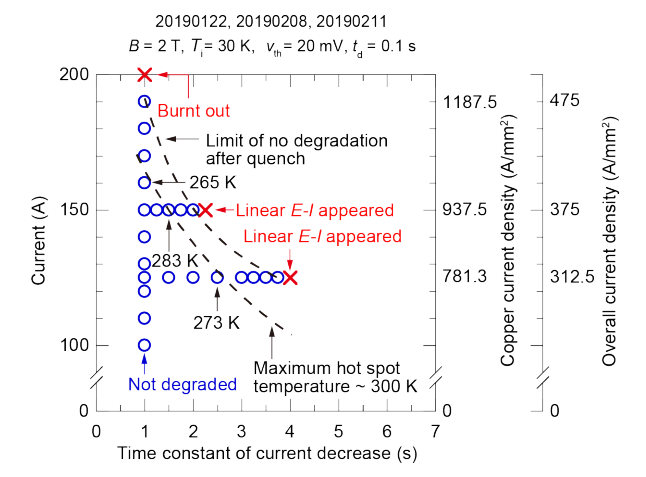 20190122, 20190208, 20190211
B = 2 T, Ti = 30 K, vth = 20 mV, td = 0.1 s
200
150
100
0
Current (A)
0 1 2 3 4 5 6 7
Time constant of current decrease (s)
Burnt out
Limit of no degradation
after quench
265 K
Linear E-I appeared
Linear E-I appeared
283 K
273 K
Maximum hot spot
temperature ~ 300 K
Not degraded
1187.5
937.5
781.3
0
Copper current density (A/mm²)
475
375
312.5
0
Overall current density (A/mm²)